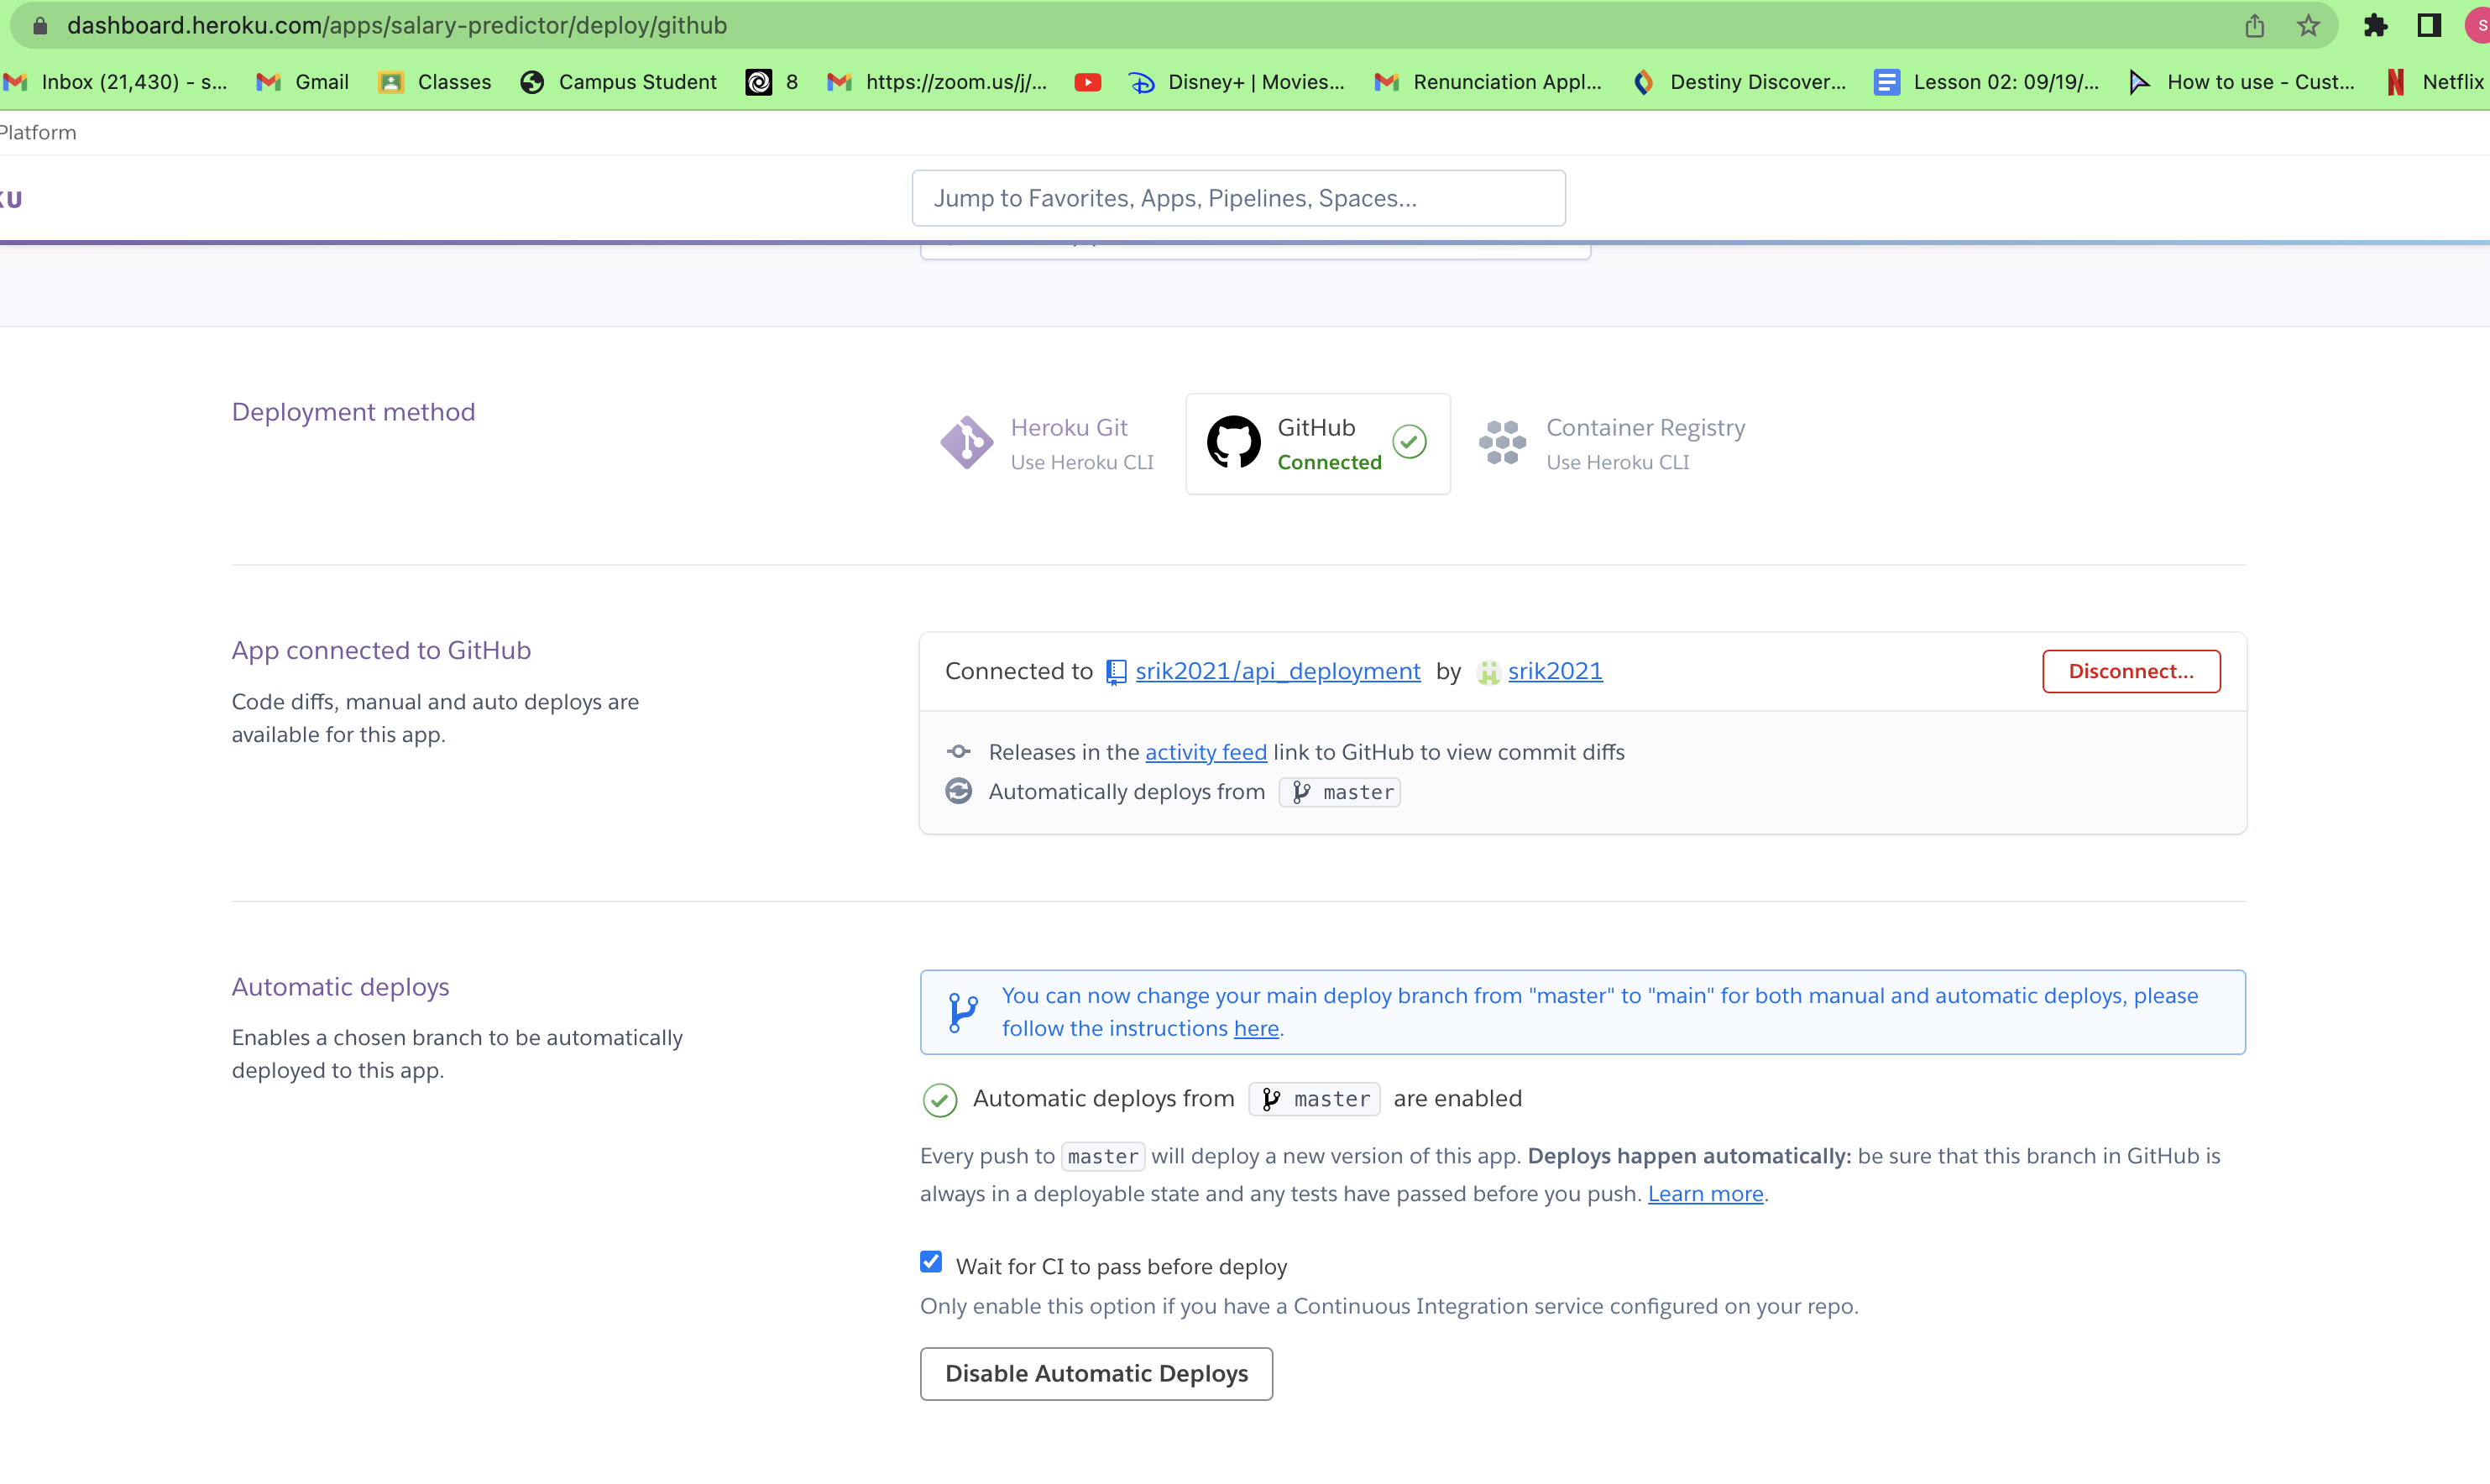 dashboard.heroku.com/apps/salary-predictor/deploy/github
S
Inbox (21,430) - s... Gmail Classes Campus Student 8 https://zoom.us/j/... Disney+ | Movies... Renunciation Appl... Destiny Discover... Lesson 02: 09/19/... How to use - Cust... Netflix
Platform
KU
Jump to Favorites, Apps, Pipelines, Spaces...
Deployment method
Heroku Git
Use Heroku CLI
GitHub
Connected
Container Registry
Use Heroku CLI
App connected to GitHub
Code diffs, manual and auto deploys are
available for this app.
Connected to srik2021/api_deployment by srik2021
Disconnect...
Releases in the activity feed link to GitHub to view commit diffs
Automatically deploys from master
Automatic deploys
Enables a chosen branch to be automatically
deployed to this app.
You can now change your main deploy branch from "master" to "main" for both manual and automatic deploys, please
follow the instructions here.
Automatic deploys from master are enabled
Every push to master will deploy a new version of this app. Deploys happen automatically: be sure that this branch in GitHub is
always in a deployable state and any tests have passed before you push. Learn more.
Wait for CI to pass before deploy
Only enable this option if you have a Continuous Integration service configured on your repo.
Disable Automatic Deploys